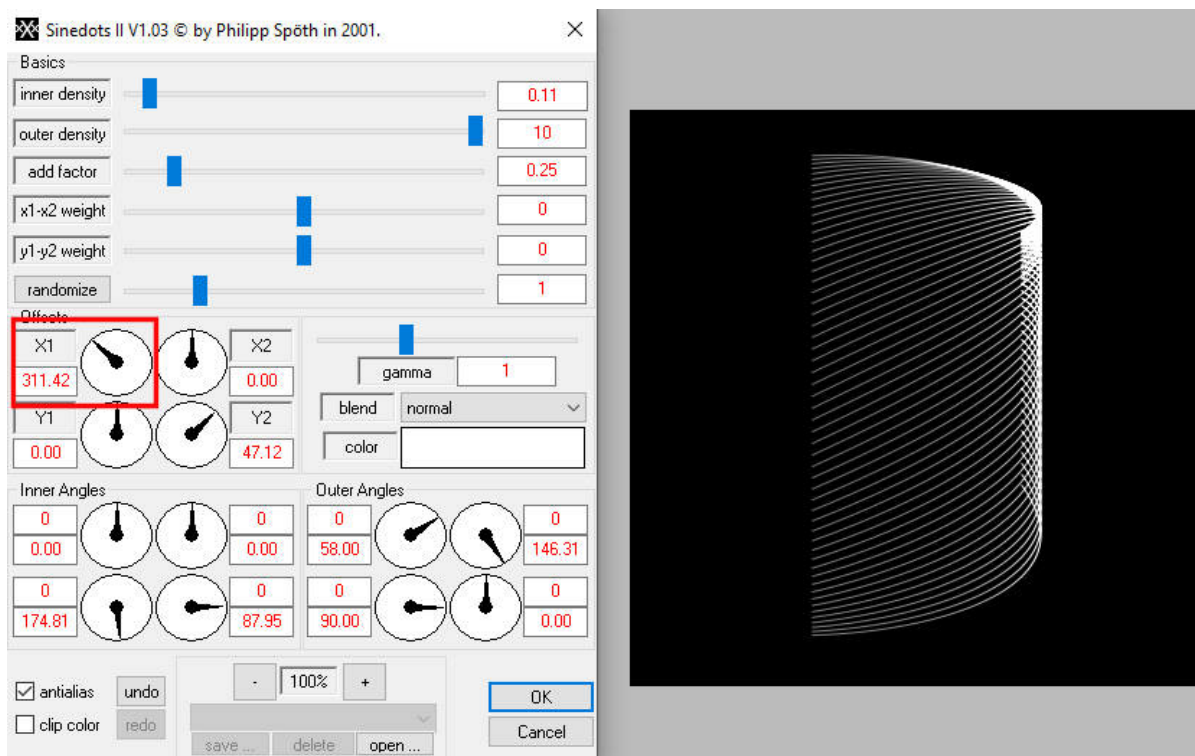 Sinedots II V1.03 © by Philipp Spöth in 2001.
Basics
inner density 0.11
outer density 10
add factor 0.25
x1-x2 weight 0
y1-y2 weight 0
randomize 1
Offsets
X1 X2
311.42 0.00
Y1 Y2
0.00 47.12
gamma 1
blend normal
color
Inner Angles
0 0
0.00 0.00
0 0
174.81 87.95
Outer Angles
0 0
58.00 146.31
0 0
90.00 0.00
antialias undo
clip color redo
- 100% +
save ... delete open ...
OK
Cancel